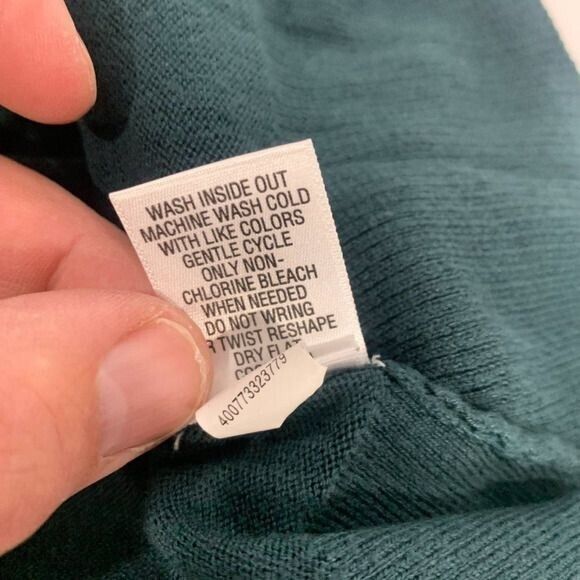 WASH INSIDE OUT
MACHINE WASH COLD
WITH LIKE COLORS
GENTLE CYCLE
ONLY NON-
CHLORINE BLEACH
WHEN NEEDED
DO NOT WRING
R TWIST RESHAPE
DRY FLAT
400773323779